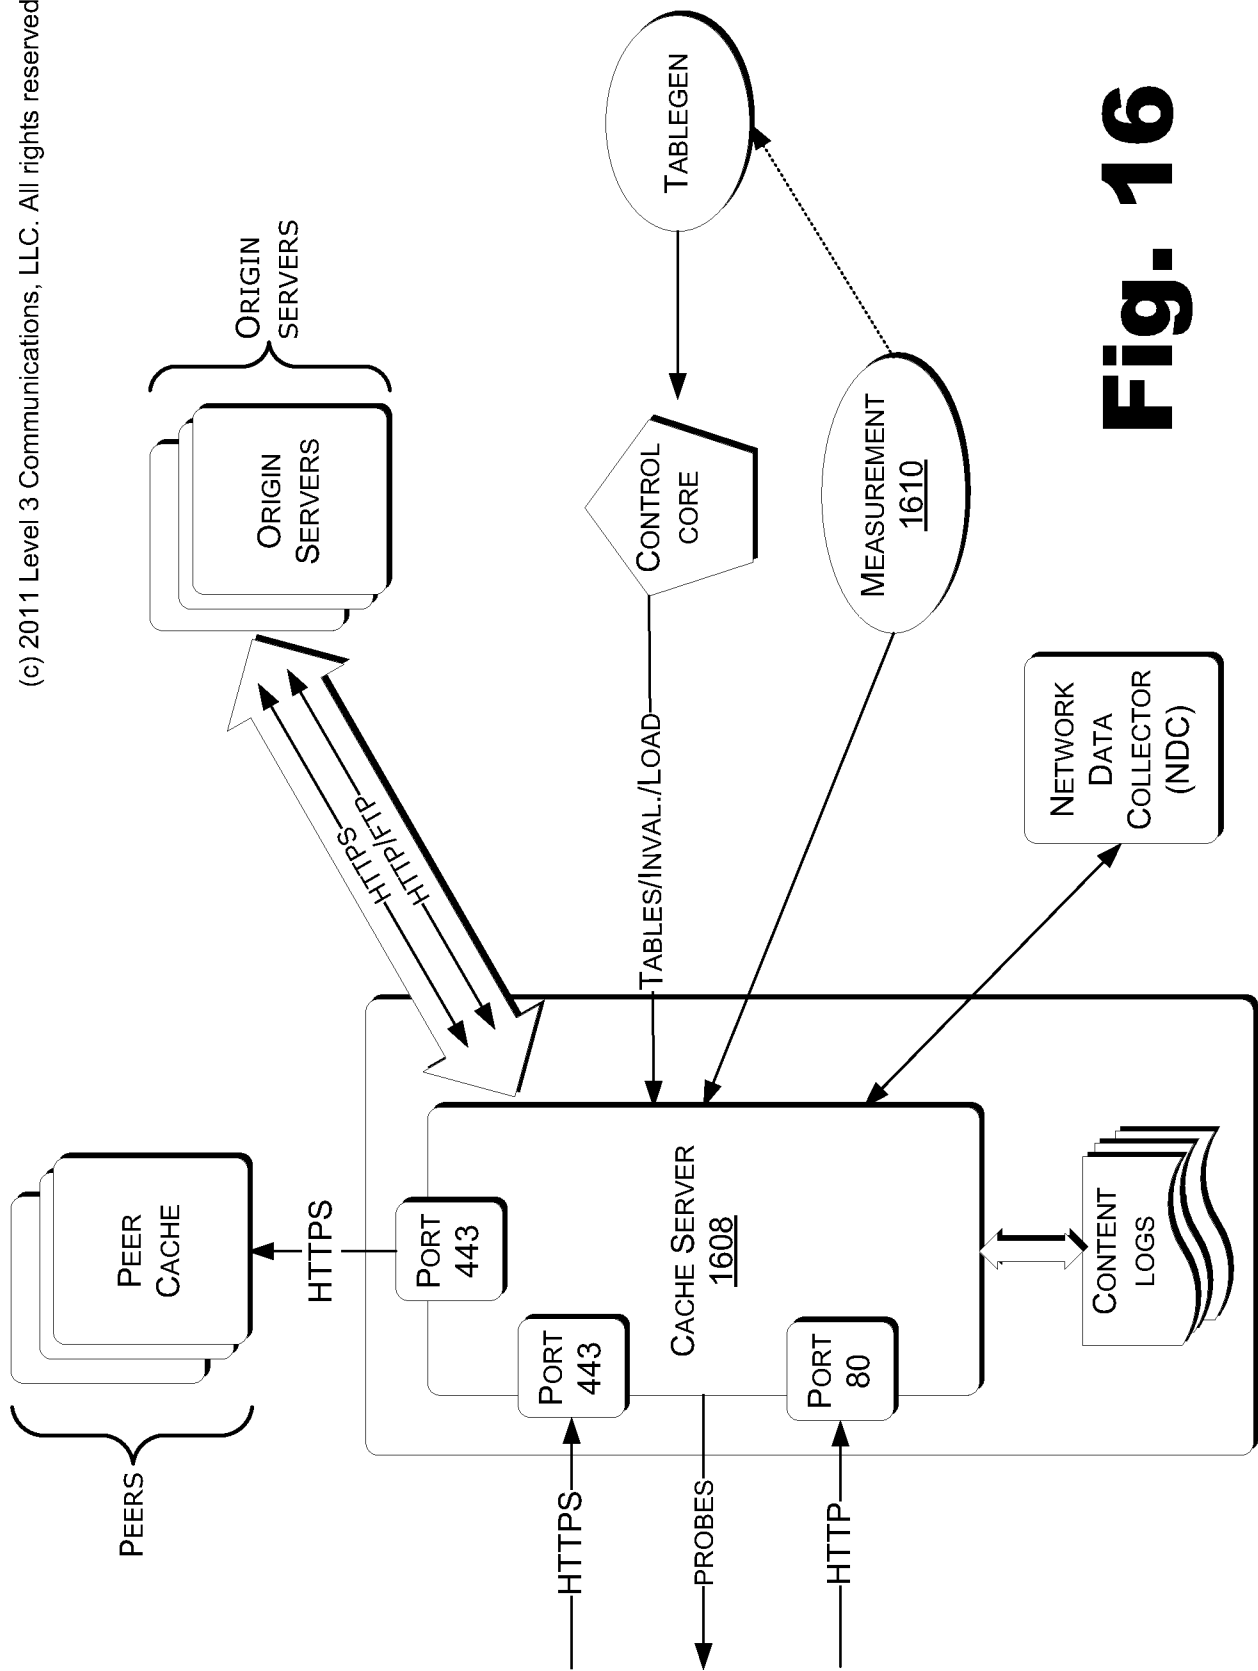 (c) 2011 Level 3 Communications, LLC. All rights reserved
PEERS
PEER
CACHE
HTTPS
ORIGIN
SERVERS
ORIGIN
SERVERS
HTTPS
HTTP/FTP
PORT
443
HTTPS
PORT
443
PROBES
HTTP
PORT
80
CACHE SERVER
1608
TABLES/INVAL./LOAD
CONTROL
CORE
TABLEGEN
MEASUREMENT
1610
NETWORK
DATA
COLLECTOR
(NDC)
CONTENT
LOGS
Fig. 16